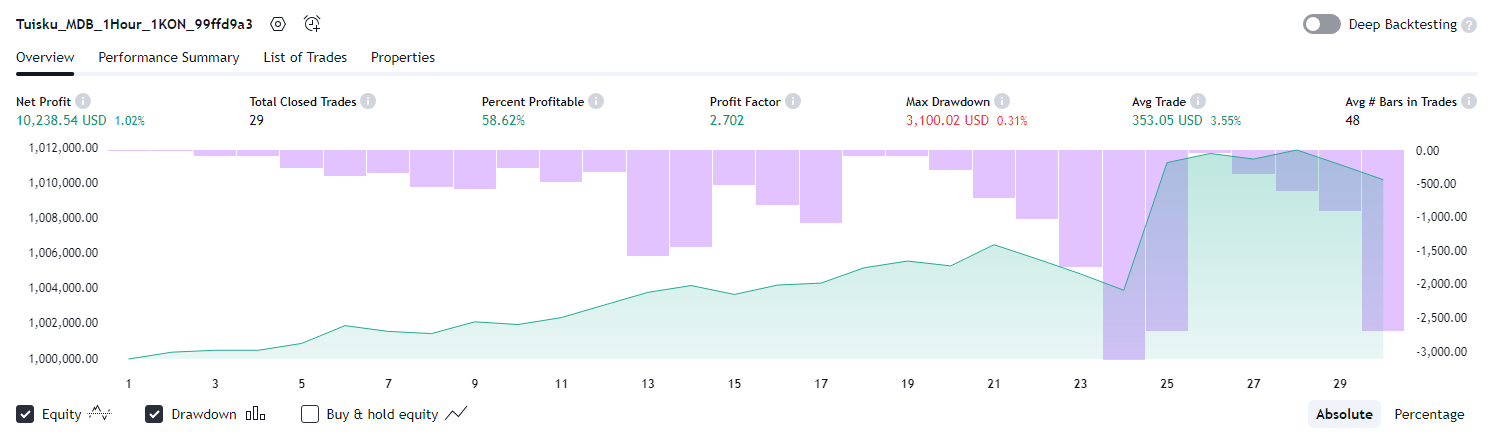 Tuisku_MDB_1Hour_1KON_99ffd9a3 Deep Backtesting ?
Overview Performance Summary List of Trades Properties
Net Profit i Total Closed Trades i Percent Profitable i Profit Factor i Max Drawdown i Avg Trade i Avg # Bars in Trades i
10,238.54 USD 1.02% 29 58.62% 2.702 3,100.02 USD 0.31% 353.05 USD 3.55% 48
1,012,000.00 0.00
1,010,000.00 -500.00
1,008,000.00 -1,000.00
1,006,000.00 -1,500.00
1,004,000.00 -2,000.00
1,002,000.00 -2,500.00
1,000,000.00 -3,000.00
1 3 5 7 9 11 13 15 17 19 21 23 25 27 29
Equity Drawdown Buy & hold equity Absolute Percentage